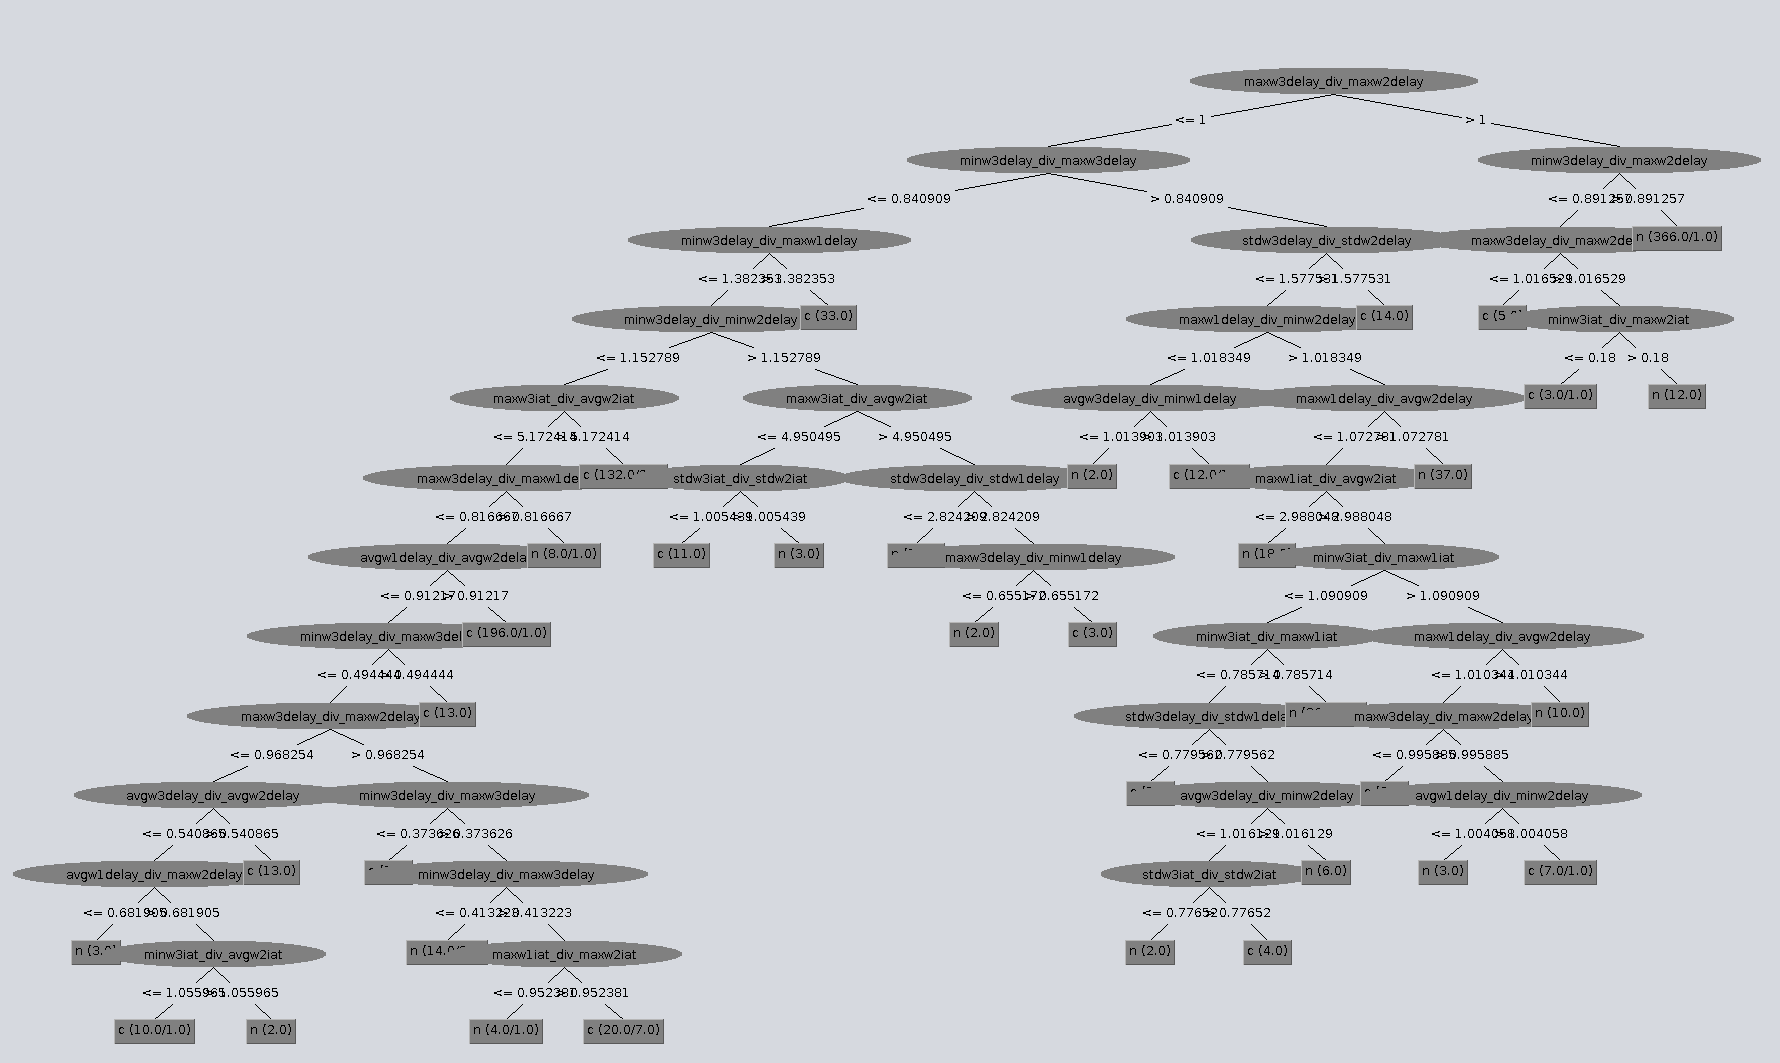 maxw3delay_div_maxw2delay
<= 1 > 1
minw3delay_div_maxw3delay minw3delay_div_maxw2delay
<= 0.840909 > 0.840909 <= 0.891257 > 0.891257
minw3delay_div_maxw1delay stdw3delay_div_stdw2delay maxw3delay_div_maxw2de n (366.0/1.0)
<= 1.382353 > 1.382353 <= 1.577531 > 1.577531 <= 1.016529 > 1.016529
minw3delay_div_minw2delay c (33.0) maxw1delay_div_minw2delay c (14.0) c (5 minw3iat_div_maxw2iat
<= 1.152789 > 1.152789 <= 1.018349 > 1.018349 <= 0.18 > 0.18
maxw3iat_div_avgw2iat maxw3iat_div_avgw2iat avgw3delay_div_minw1delay maxw1delay_div_avgw2delay c (3.0/1.0) n (12.0)
<= 5.172414 > 5.172414 <= 4.950495 > 4.950495 <= 1.013903 > 1.013903 <= 1.072781 > 1.072781
maxw3delay_div_maxw1de c (132.0/ stdw3iat_div_stdw2iat stdw3delay_div_stdw1delay n (2.0) c (12.0 maxw1iat_div_avgw2iat n (37.0)
<= 0.816667 > 0.816667 <= 1.005439 > 1.005439 <= 2.824209 > 2.824209 <= 2.988048 > 2.988048
avgw1delay_div_avgw2dela n (8.0/1.0) c (11.0) n (3.0) maxw3delay_div_minw1delay n (18 minw3iat_div_maxw1iat
<= 0.91217 > 0.91217 <= 0.655172 > 0.655172 <= 1.090909 > 1.090909
minw3delay_div_maxw3del c (196.0/1.0) n (2.0) c (3.0) minw3iat_div_maxw1iat maxw1delay_div_avgw2delay
<= 0.494444 > 0.494444 <= 0.785714 > 0.785714 <= 1.010344 > 1.010344
maxw3delay_div_maxw2delay c (13.0) stdw3delay_div_stdw1dela maxw3delay_div_maxw2delay n (10.0)
<= 0.968254 > 0.968254 <= 0.779562 > 0.779562 <= 0.995885 > 0.995885
avgw3delay_div_avgw2delay minw3delay_div_maxw3delay avgw3delay_div_minw2delay avgw1delay_div_minw2delay
<= 0.540865 > 0.540865 <= 0.373626 > 0.373626 <= 1.016129 > 1.016129 <= 1.004058 > 1.004058
avgw1delay_div_maxw2delay c (13.0) minw3delay_div_maxw3delay stdw3iat_div_stdw2iat n (6.0) n (3.0) c (7.0/1.0)
<= 0.681905 > 0.681905 <= 0.413223 > 0.413223 <= 0.77652 > 0.77652
n (3. minw3iat_div_avgw2iat n (14. maxw1iat_div_maxw2iat n (2.0) c (4.0)
<= 1.055965 > 1.055965 <= 0.952381 > 0.952381
c (10.0/1.0) n (2.0) n (4.0/1.0) c (20.0/7.0)